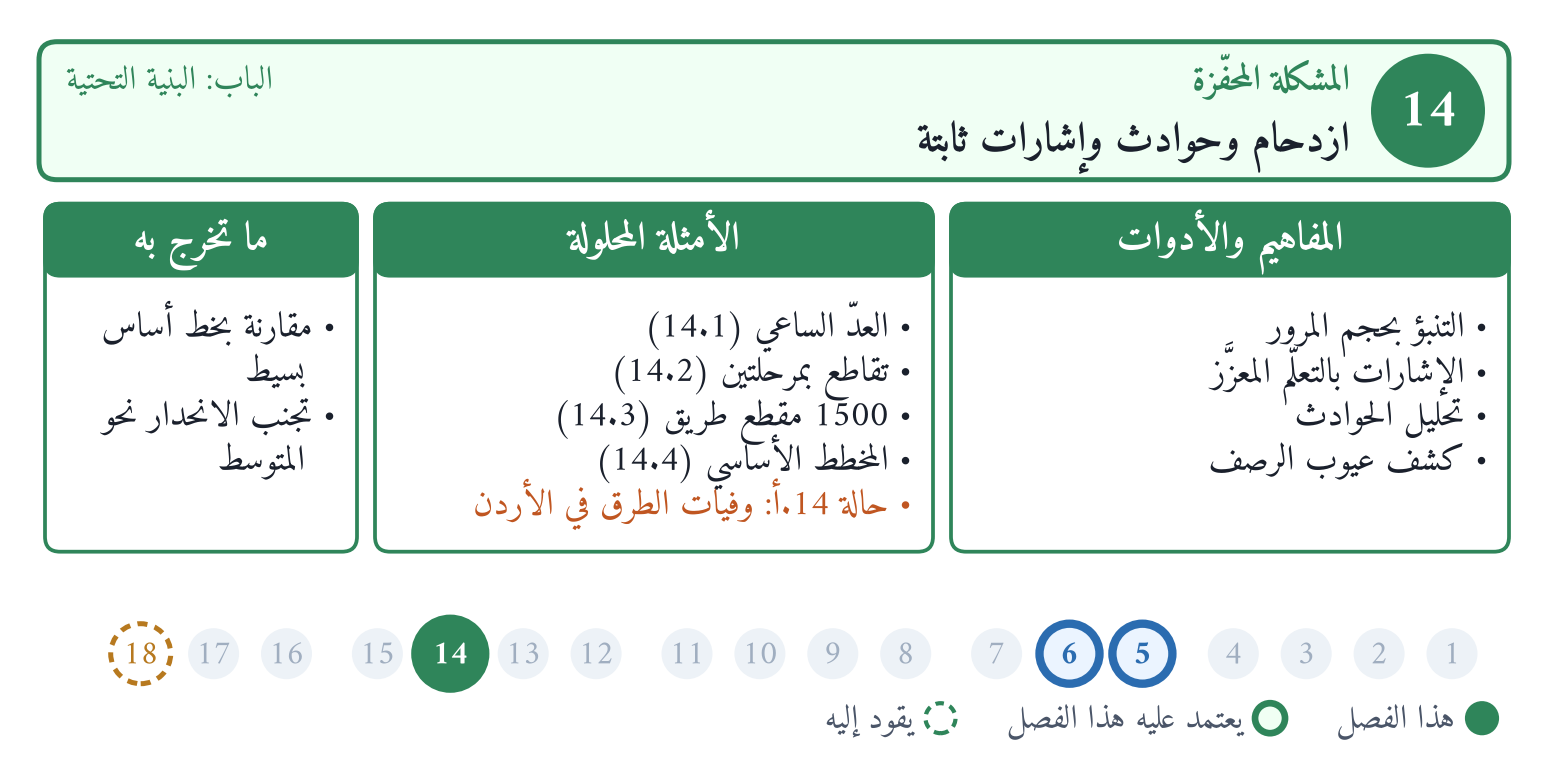 14
المشكلة المحفّزة
الباب: البنية التحتية
ازدحام وحوادث وإشارات ثابتة
المفاهيم والأدوات
• التنبؤ بحجم المرور
• الإشارات بالتعلّم المعزَّز
• تحليل الحوادث
• كشف عيوب الرصف
الأمثلة المحلولة
• العدّ الساعي (14.1)
• تقاطع بمرحلتين (14.2)
• 1500 مقطع طريق (14.3)
• المخطط الأساسي (14.4)
• حالة 14.أ: وفيات الطرق في الأردن
ما تخرج به
• مقارنة بخط أساس
بسيط
• تجنب الانحدار نحو
المتوسط
1 2 3 4 5 6 7 8 9 10 11 12 13 14 15 16 17 18
هذا الفصل
يعتمد عليه هذا الفصل
يقود إليه